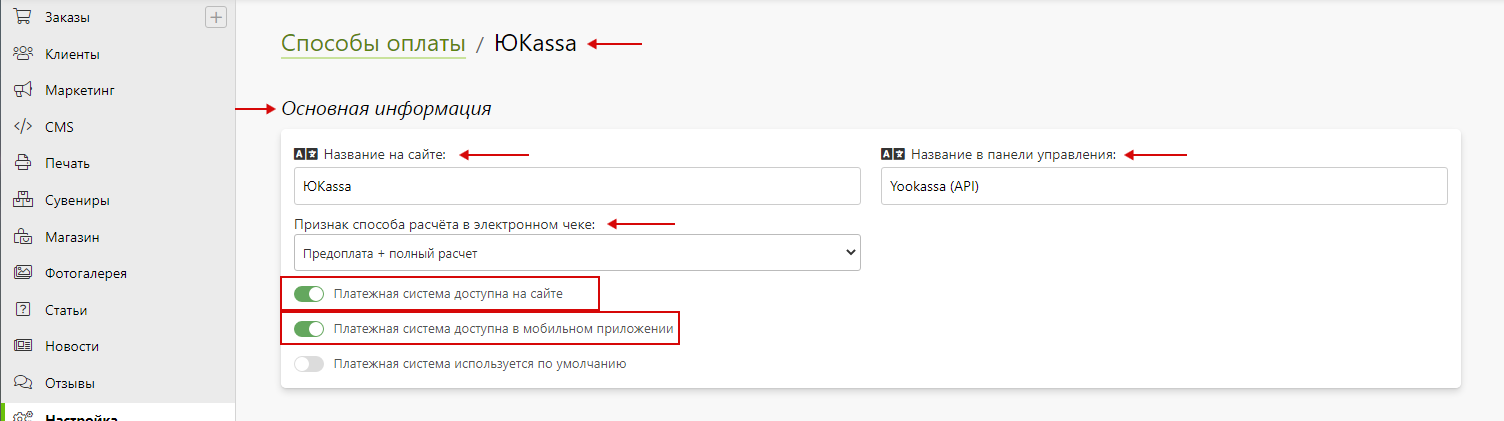 Заказы
Клиенты
Маркетинг
CMS
Печать
Сувениры
Магазин
Фотогалерея
Статьи
Новости
Отзывы
Настройка
Способы оплаты / ЮKassa
Основная информация
Название на сайте:
ЮKassa
Название в панели управления:
Yookassa (API)
Признак способа расчёта в электронном чеке:
Предоплата + полный расчет
Платежная система доступна на сайте
Платежная система доступна в мобильном приложении
Платежная система используется по умолчанию